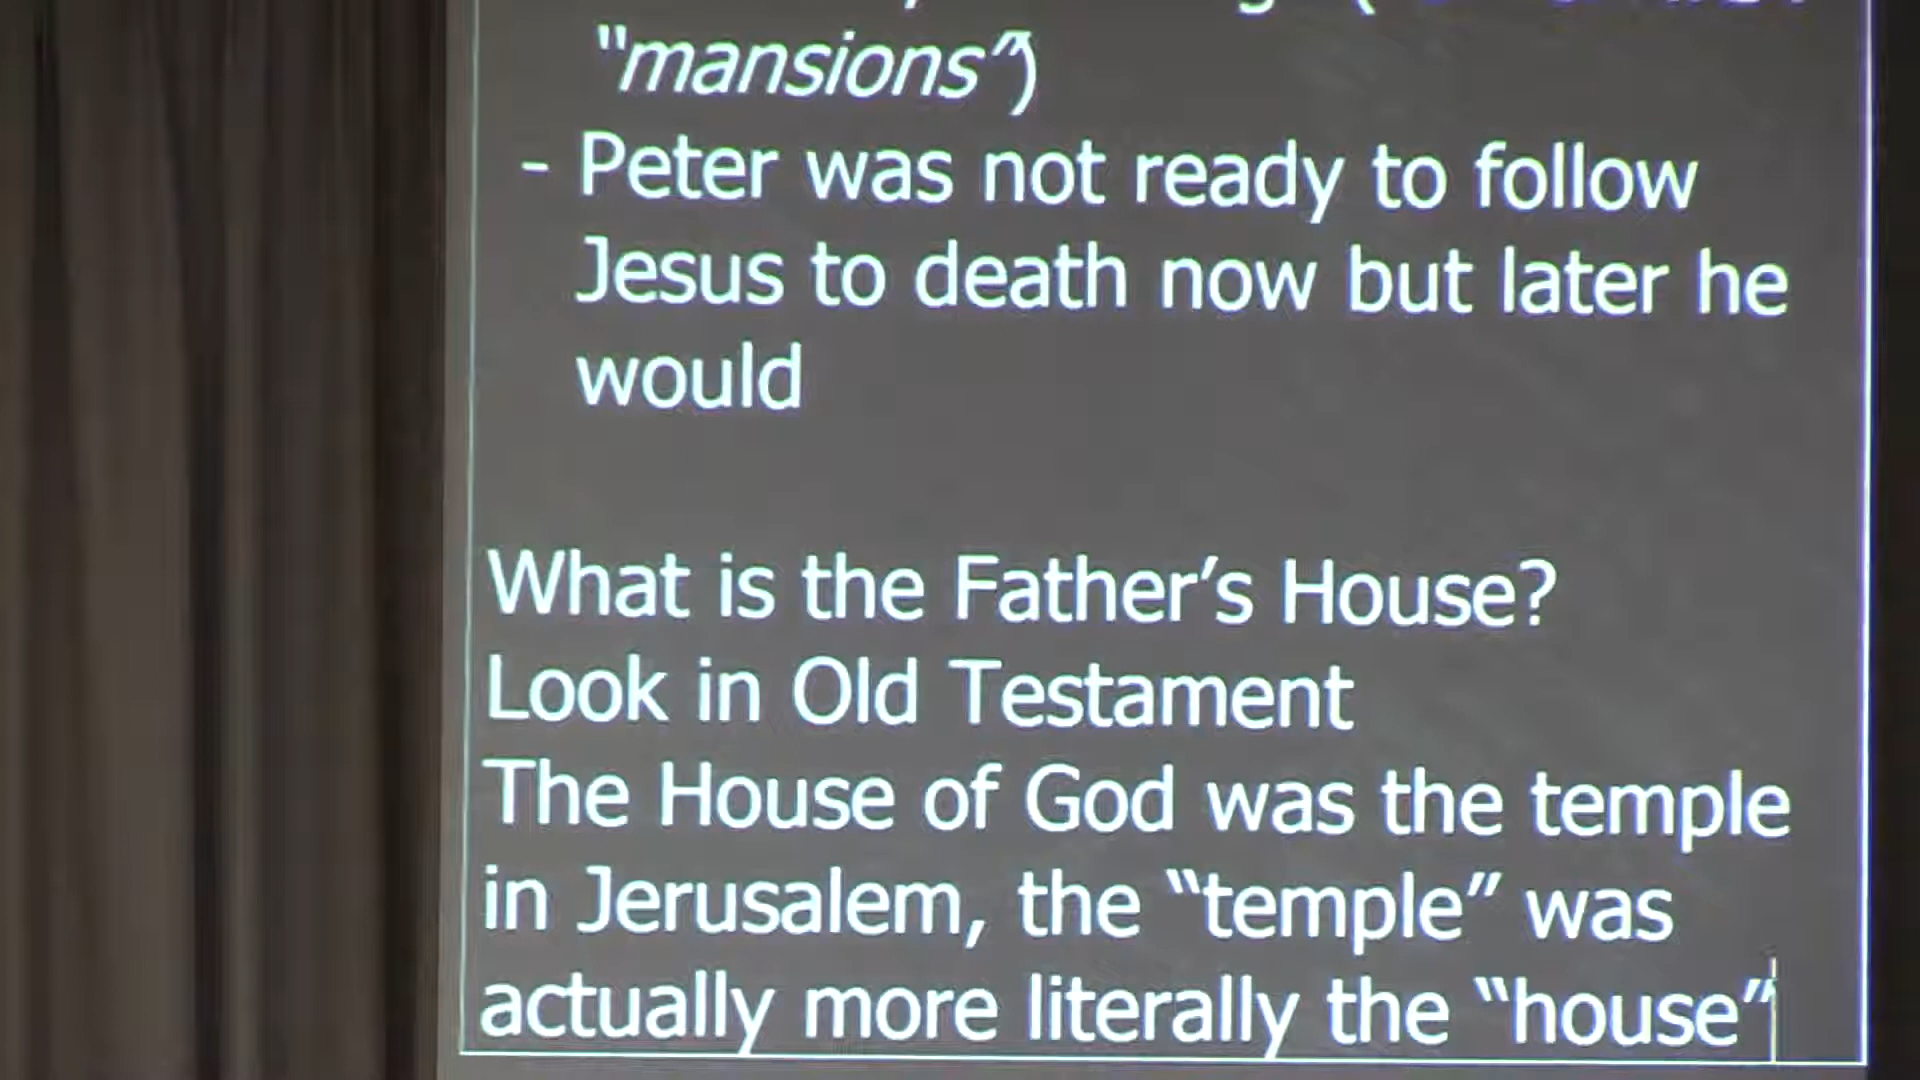 "mansions")
- Peter was not ready to follow
Jesus to death now but later he
would
What is the Father’s House?
Look in Old Testament
The House of God was the temple
in Jerusalem, the “temple” was
actually more literally the “house”